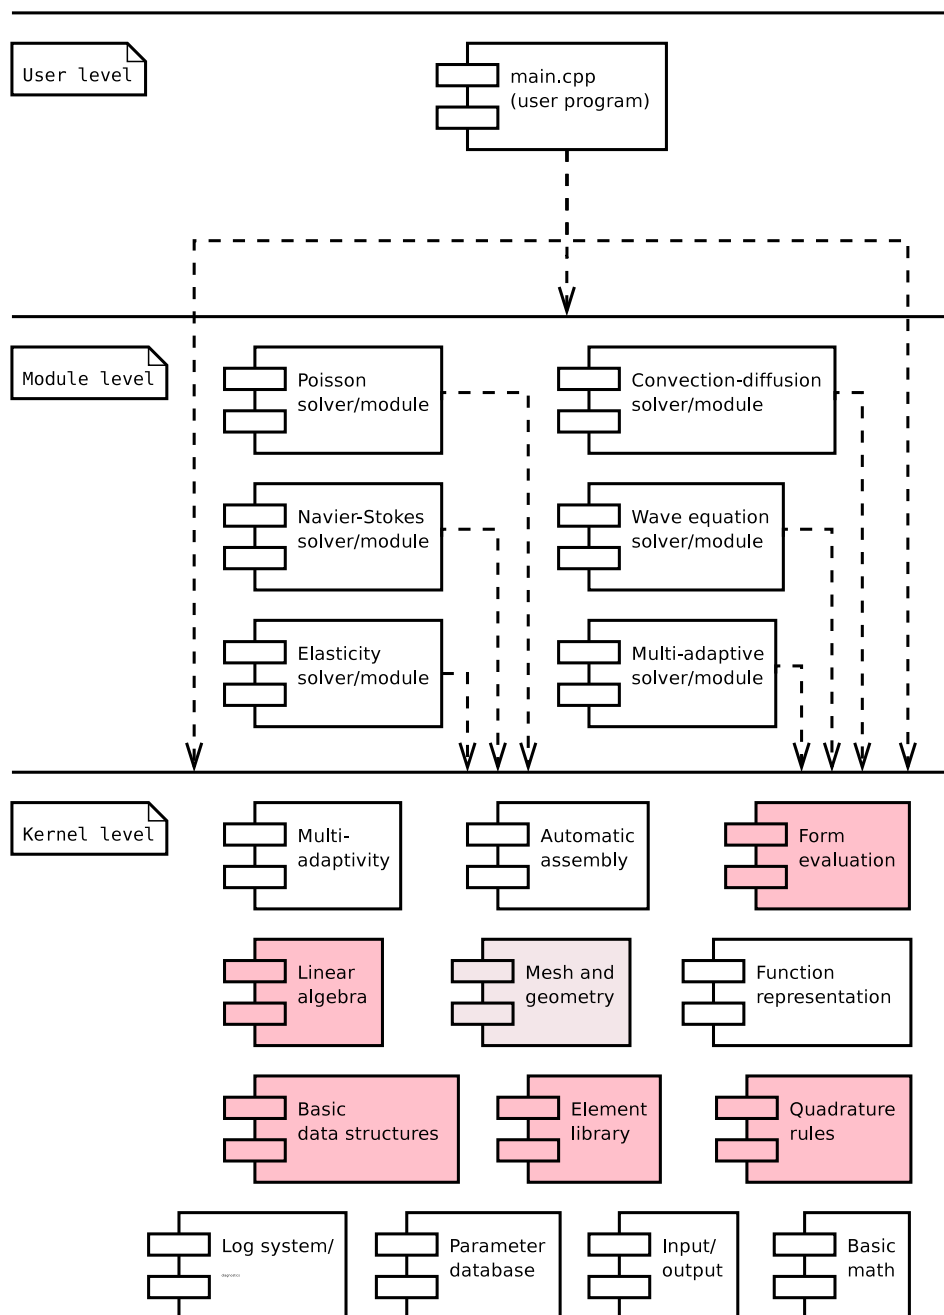 User level
main.cpp
(user program)
Module level
Poisson
solver/module
Convection-diffusion
solver/module
Navier-Stokes
solver/module
Wave equation
solver/module
Elasticity
solver/module
Multi-adaptive
solver/module
Kernel level
Multi-
adaptivity
Automatic
assembly
Form
evaluation
Linear
algebra
Mesh and
geometry
Function
representation
Basic
data structures
Element
library
Quadrature
rules
Log system/
diagnostics
Parameter
database
Input/
output
Basic
math